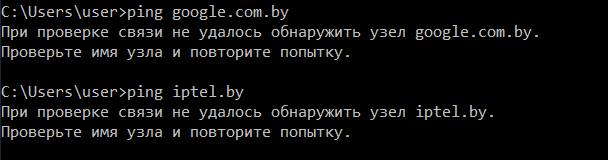 C:\Users\user>ping google.com.by
При проверке связи не удалось обнаружить узел google.com.by.
Проверьте имя узла и повторите попытку.
C:\Users\user>ping iptel.by
При проверке связи не удалось обнаружить узел iptel.by.
Проверьте имя узла и повторите попытку.